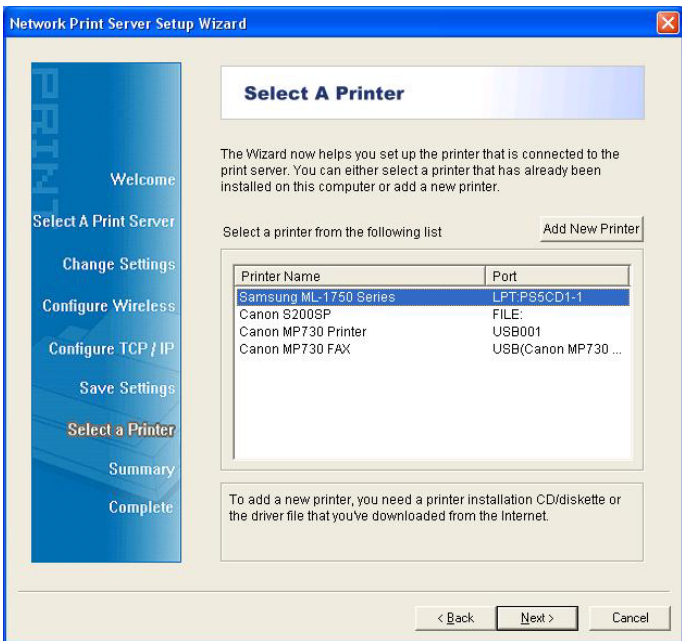 Network Print Server Setup Wizard
PRINT
Welcome
Select A Print Server
Change Settings
Configure Wireless
Configure TCP / IP
Save Settings
Select a Printer
Summary
Complete
Select A Printer
The Wizard now helps you set up the printer that is connected to the
print server. You can either select a printer that has already been
installed on this computer or add a new printer.
Select a printer from the following list
Add New Printer
Printer Name Port
Samsung ML-1750 Series LPT:PS5CD1-1
Canon S200SP FILE:
Canon MP730 Printer USB001
Canon MP730 FAX USB(Canon MP730 ...
To add a new printer, you need a printer installation CD/diskette or
the driver file that you've downloaded from the Internet.
< Back Next > Cancel